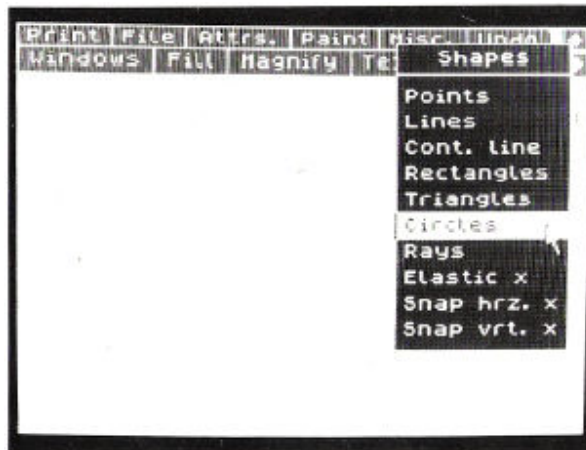 Print File Attrs. Paint Misc. Undo
Windows Fill Magnify Te
Shapes
Points
Lines
Cont. line
Rectangles
Triangles
Circles
Rays
Elastic x
Snap hrz. x
Snap vrt. x